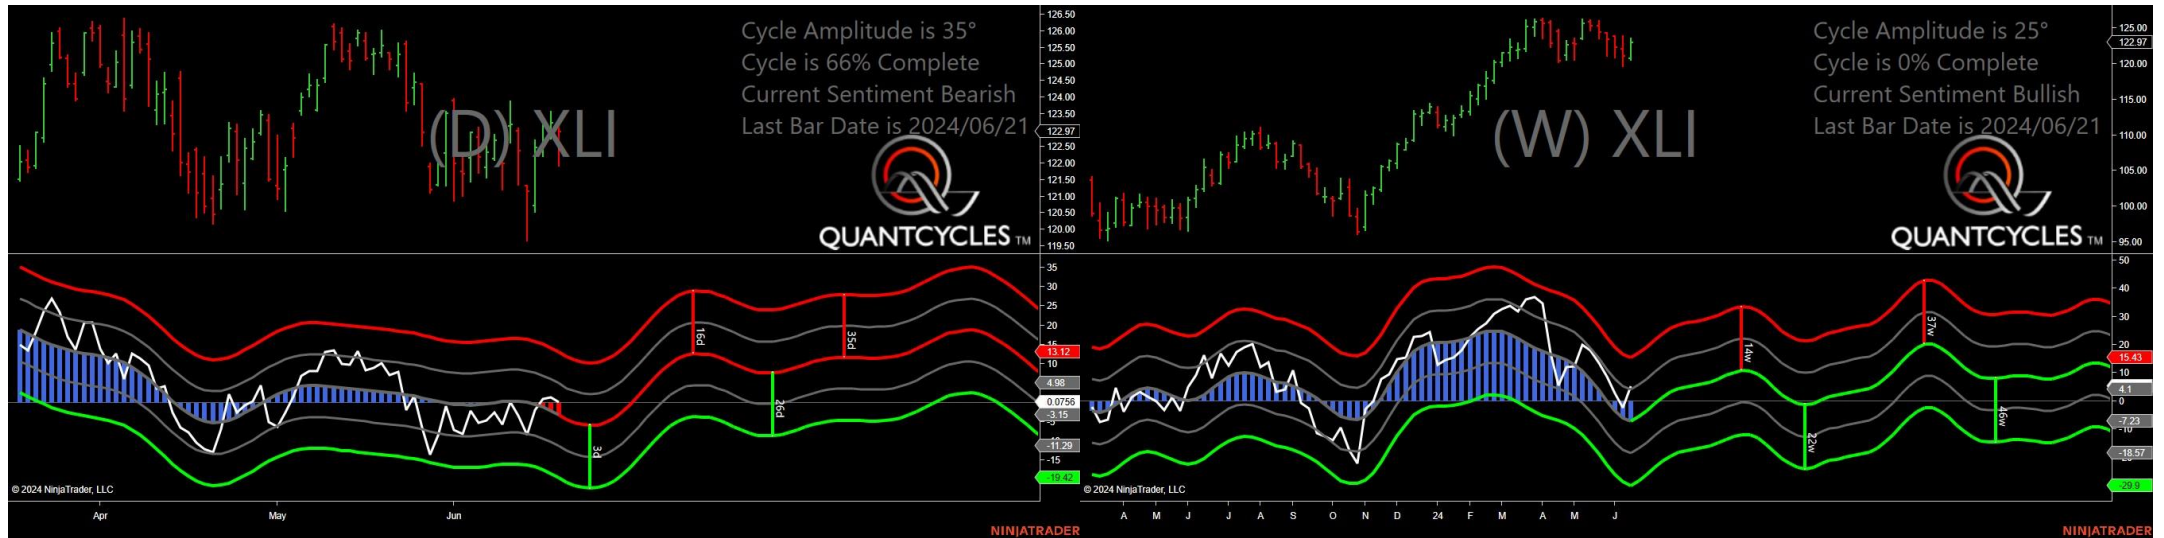 Cycle Amplitude is 35°
Cycle is 66% Complete
Current Sentiment Bearish
Last Bar Date is 2024/06/21
(D) XLI
QUANTCYCLES TM
126.50
126.00
125.50
125.00
124.50
124.00
123.50
122.97
122.50
122.00
121.50
121.00
120.50
120.00
119.50
35
30
25
20
13.12
10
4.98
0.0756
-3.15
-11.29
-15
-19.42
3d
16d
26d
35d
© 2024 NinjaTrader, LLC
Apr May Jun
NINJATRADER
Cycle Amplitude is 25°
Cycle is 0% Complete
Current Sentiment Bullish
Last Bar Date is 2024/06/21
(W) XLI
QUANTCYCLES TM
125.00
122.97
120.00
115.00
110.00
105.00
100.00
95.00
50
40
30
20
15.43
10
4.1
0
-7.23
-10
-18.57
-29.9
14w
22w
37w
46w
© 2024 NinjaTrader, LLC
A M J J A S O N D 24 F M A M J
NINJATRADER